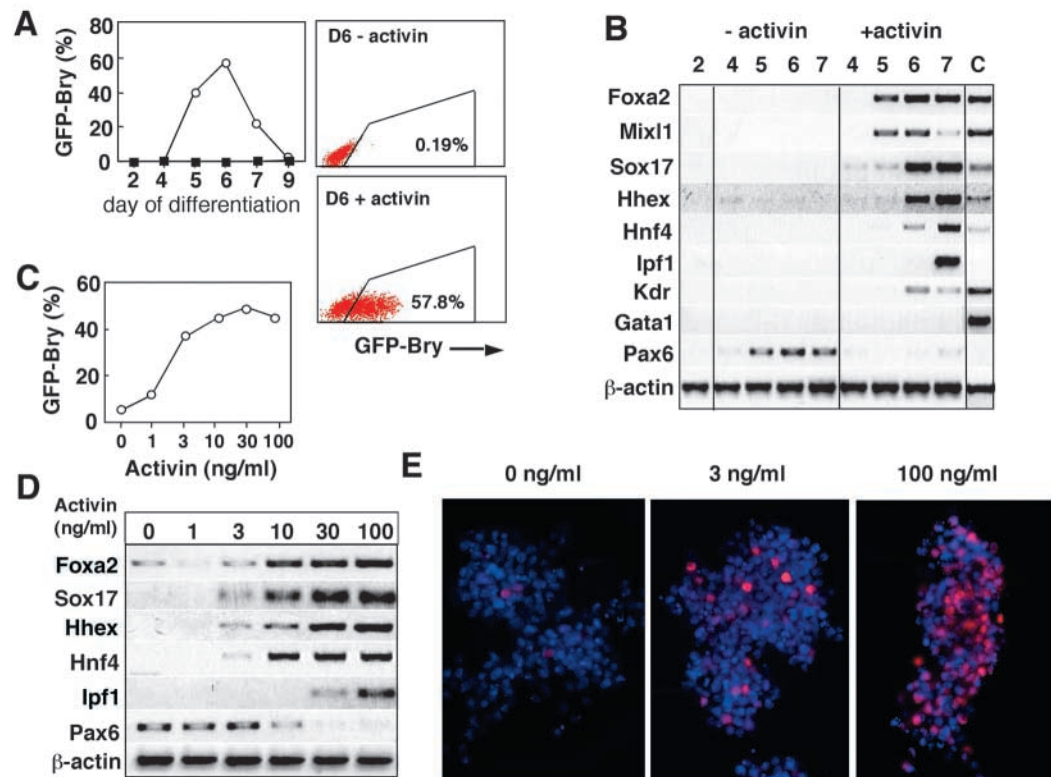 A
GFP-Bry (%)
80
60
40
20
0
2 4 5 6 7 9
day of differentiation
D6 - activin
0.19%
D6 + activin
57.8%
GFP-Bry
B
- activin +activin
2 4 5 6 7 4 5 6 7 C
Foxa2
Mixl1
Sox17
Hhex
Hnf4
Ipf1
Kdr
Gata1
Pax6
β-actin
C
GFP-Bry (%)
60
40
20
0
0 1 3 10 30 100
Activin (ng/ml)
D
Activin
(ng/ml)
0 1 3 10 30 100
Foxa2
Sox17
Hhex
Hnf4
Ipf1
Pax6
β-actin
E
0 ng/ml 3 ng/ml 100 ng/ml